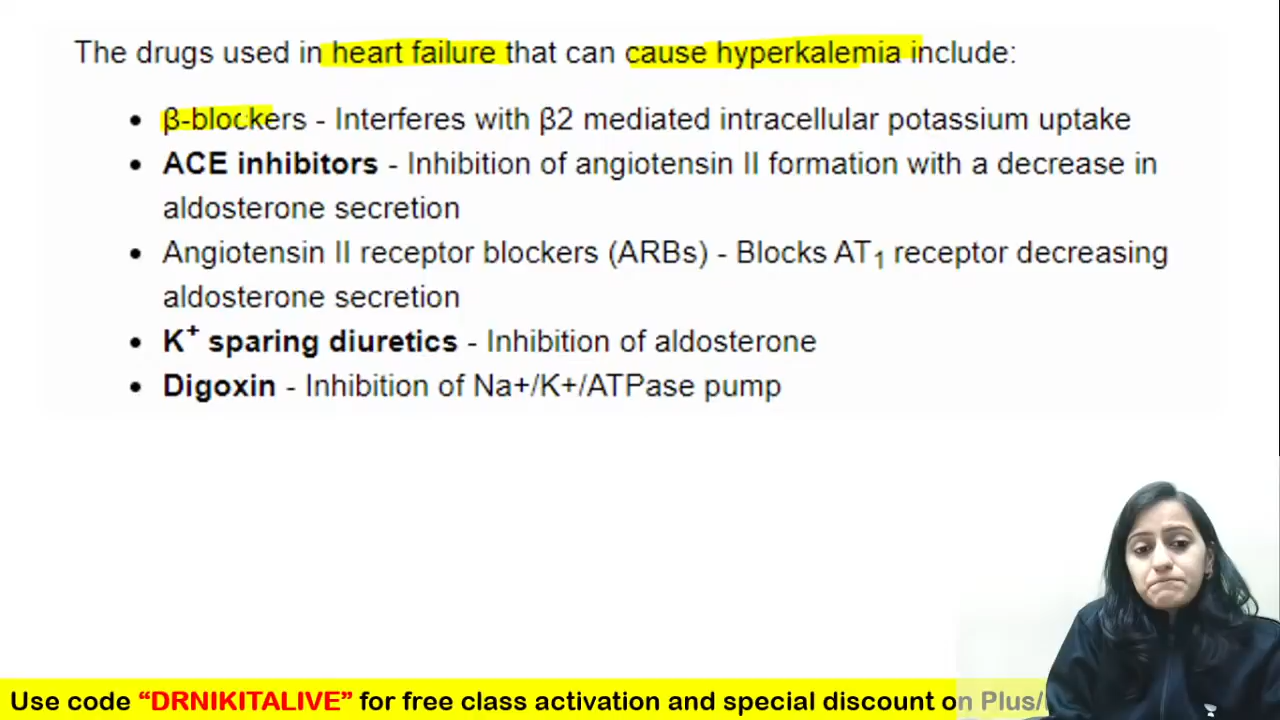 The drugs used in heart failure that can cause hyperkalemia include:
• β-blockers - Interferes with β2 mediated intracellular potassium uptake
• ACE inhibitors - Inhibition of angiotensin II formation with a decrease in
aldosterone secretion
• Angiotensin II receptor blockers (ARBs) - Blocks AT₁ receptor decreasing
aldosterone secretion
• K⁺ sparing diuretics - Inhibition of aldosterone
• Digoxin - Inhibition of Na+/K+/ATPase pump
Use code “DRNIKITALIVE” for free class activation and special discount on Plus/